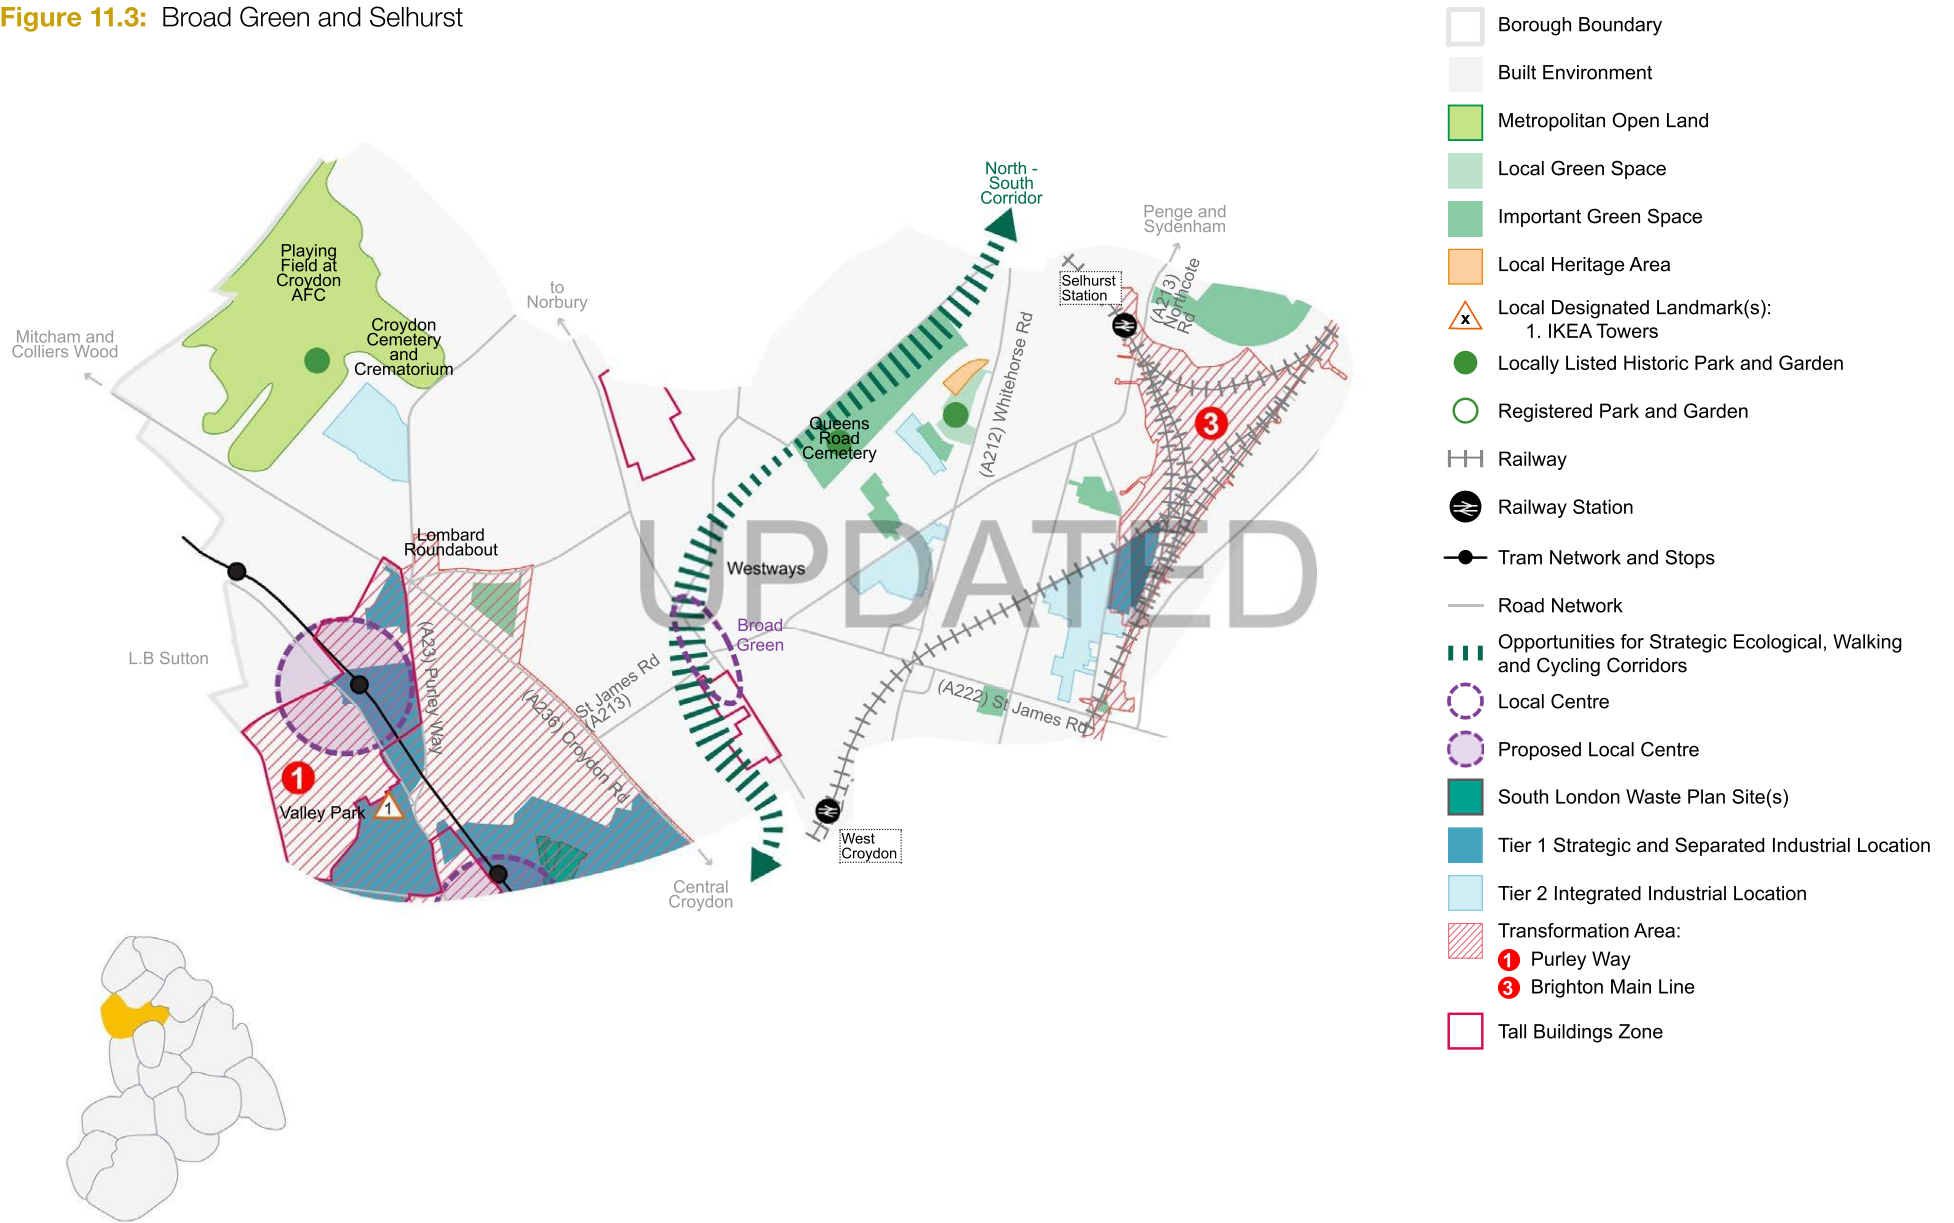 Figure 11.3: Broad Green and Selhurst
North -
South
Corridor
Penge and
Sydenham
Playing
Field at
Croydon
AFC
Selhurst
Station
(A213)
Northcote
Rd
to
Norbury
Mitcham and
Colliers Wood
Croydon
Cemetery
and
Crematorium
(A212) Whitehorse Rd
3
Queens
Road
Cemetery
Lombard
Roundabout
UPDATED
Westways
Broad
Green
L.B Sutton
(A23) Purley Way
St James Rd
(A213)
(A236) Croydon Rd
(A222) St James Rd
1
Valley Park
1
West
Croydon
Central
Croydon
Borough Boundary
Built Environment
Metropolitan Open Land
Local Green Space
Important Green Space
Local Heritage Area
Local Designated Landmark(s):
x
1. IKEA Towers
Locally Listed Historic Park and Garden
Registered Park and Garden
Railway
Railway Station
Tram Network and Stops
Road Network
Opportunities for Strategic Ecological, Walking
and Cycling Corridors
Local Centre
Proposed Local Centre
South London Waste Plan Site(s)
Tier 1 Strategic and Separated Industrial Location
Tier 2 Integrated Industrial Location
Transformation Area:
1 Purley Way
3 Brighton Main Line
Tall Buildings Zone